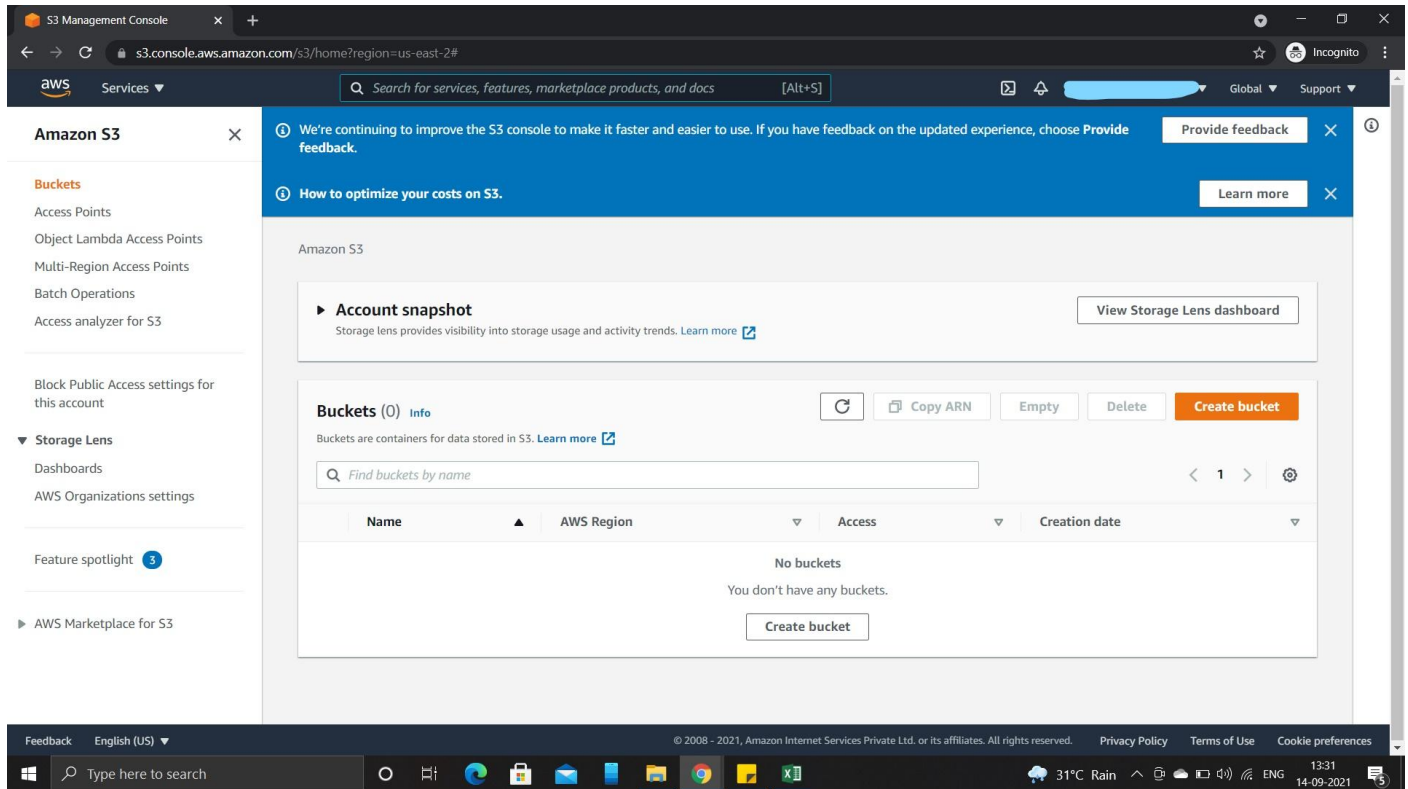 S3 Management Console
s3.console.aws.amazon.com/s3/home?region=us-east-2#
Incognito
aws
Services
Search for services, features, marketplace products, and docs
[Alt+S]
Global
Support
Amazon S3
Buckets
Access Points
Object Lambda Access Points
Multi-Region Access Points
Batch Operations
Access analyzer for S3
Block Public Access settings for
this account
Storage Lens
Dashboards
AWS Organizations settings
Feature spotlight 3
AWS Marketplace for S3
We're continuing to improve the S3 console to make it faster and easier to use. If you have feedback on the updated experience, choose Provide
feedback.
Provide feedback
How to optimize your costs on S3.
Learn more
Amazon S3
Account snapshot
Storage lens provides visibility into storage usage and activity trends. Learn more
View Storage Lens dashboard
Buckets (0) Info
Buckets are containers for data stored in S3. Learn more
Copy ARN
Empty
Delete
Create bucket
Find buckets by name
1
Name
AWS Region
Access
Creation date
No buckets
You don't have any buckets.
Create bucket
Feedback
English (US)
© 2008 - 2021, Amazon Internet Services Private Ltd. or its affiliates. All rights reserved.
Privacy Policy
Terms of Use
Cookie preferences
Type here to search
31°C Rain
ENG
13:31
14-09-2021
5